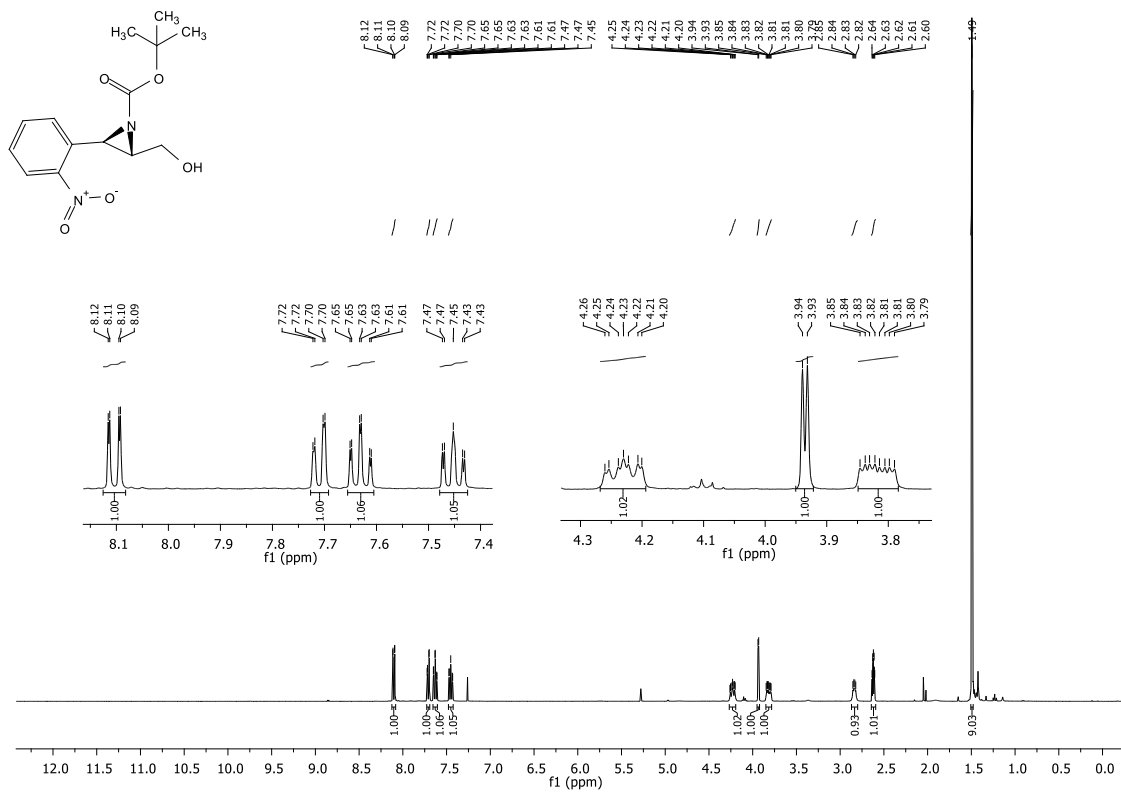 CH₃
H₃C
CH₃
O
O
N
OH
N⁺
O⁻
O
8.12 8.11 8.10 8.09 7.72 7.72 7.70 7.70 7.65 7.65 7.63 7.63 7.61 7.61 7.47 7.47 7.45 4.25 4.24 4.23 4.22 4.21 4.20 3.94 3.93 3.85 3.84 3.83 3.82 3.81 3.81 3.80 3.79 2.85 2.84 2.83 2.82 2.64 2.63 2.62 2.61 2.60 1.49
8.12 8.11 8.10 8.09 7.72 7.72 7.70 7.70 7.65 7.65 7.63 7.63 7.61 7.61 7.47 7.47 7.45 7.43 7.43
4.26 4.25 4.24 4.23 4.22 4.21 4.20 3.94 3.93 3.85 3.84 3.83 3.82 3.81 3.81 3.80 3.79
1.00 1.00 1.06 1.05
8.1 8.0 7.9 7.8 7.7 7.6 7.5 7.4
f1 (ppm)
1.02 1.00 1.00
4.3 4.2 4.1 4.0 3.9 3.8
f1 (ppm)
1.00 1.00 1.06 1.05 1.02 1.00 1.00 0.93 1.01 9.03
12.0 11.5 11.0 10.5 10.0 9.5 9.0 8.5 8.0 7.5 7.0 6.5 6.0 5.5 5.0 4.5 4.0 3.5 3.0 2.5 2.0 1.5 1.0 0.5 0.0
f1 (ppm)